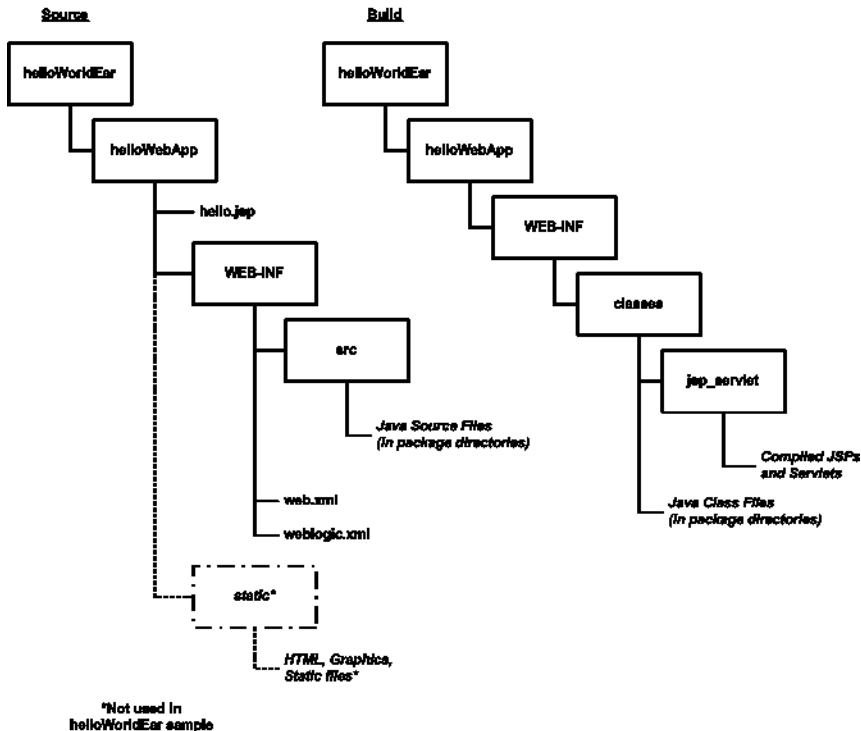 Source
helloWorldEar
helloWebApp
hello.jsp
WEB-INF
src
Java Source Files
(in package directories)
web.xml
weblogic.xml
static*
HTML, Graphics,
Static files*
*Not used in
helloWorldEar sample
Build
helloWorldEar
helloWebApp
WEB-INF
classes
jsp_servlet
Compiled JSPs
and Servlets
Java Class Files
(in package directories)